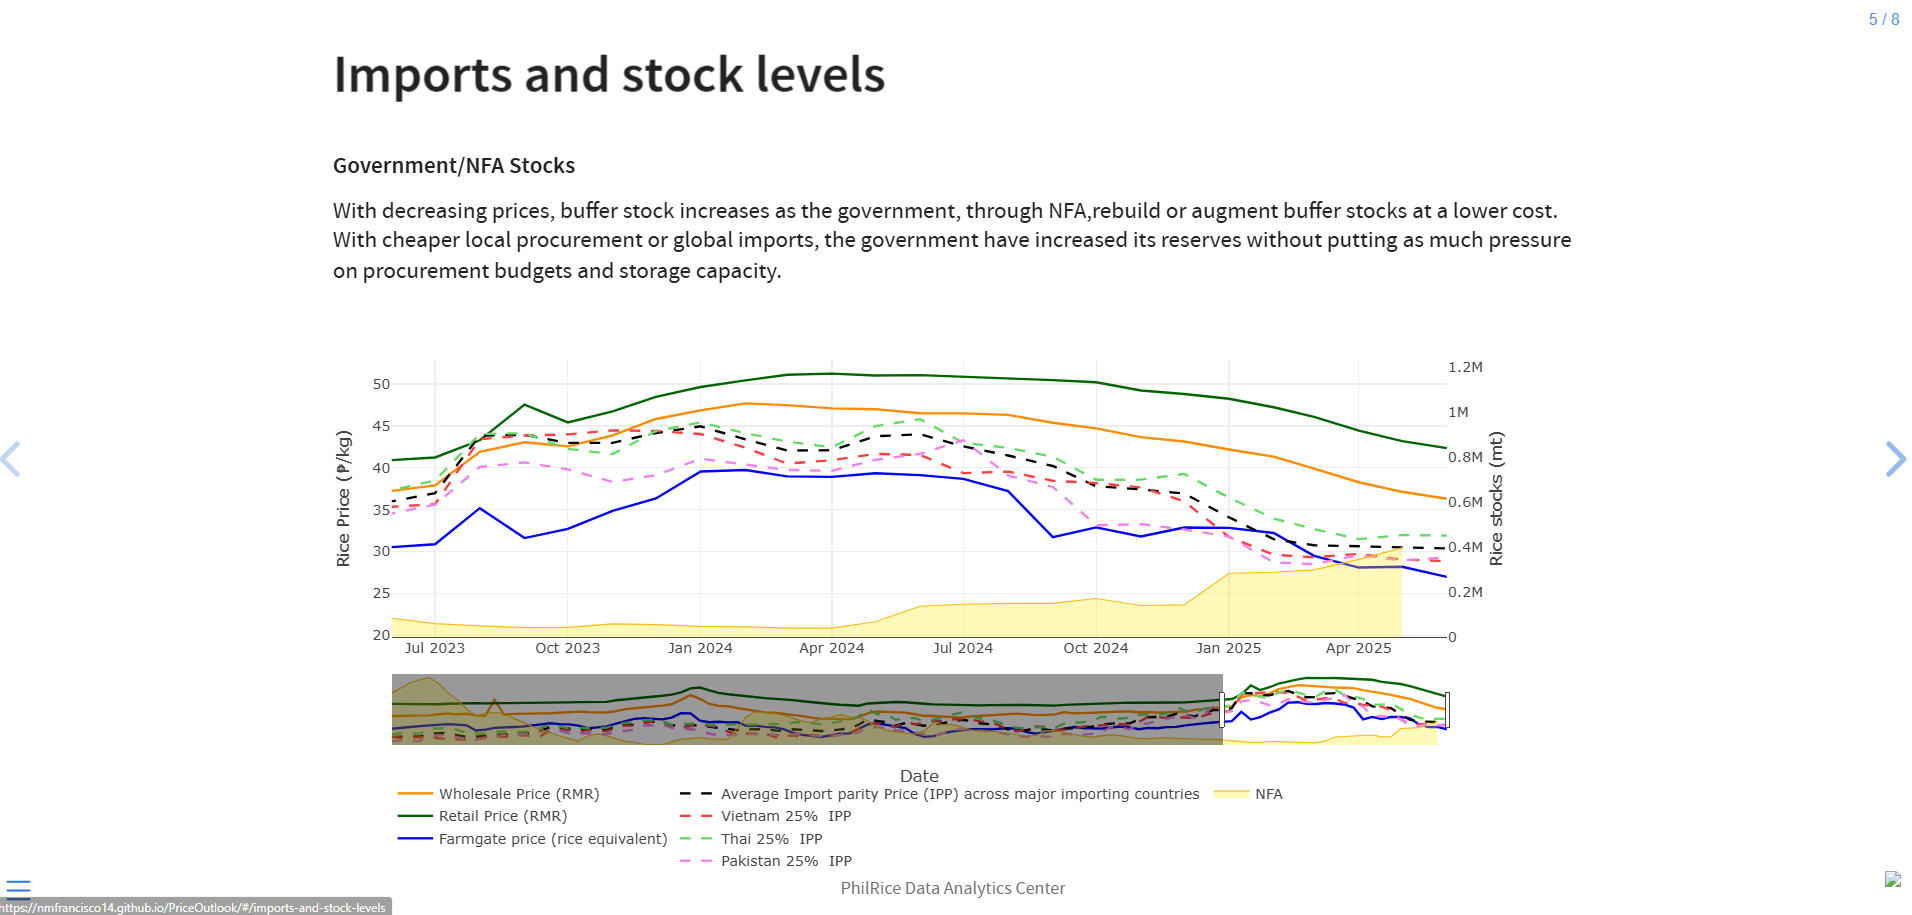 5 / 8
Imports and stock levels
Government/NFA Stocks
With decreasing prices, buffer stock increases as the government, through NFA,rebuild or augment buffer stocks at a lower cost.
With cheaper local procurement or global imports, the government have increased its reserves without putting as much pressure
on procurement budgets and storage capacity.
Rice Price (₱/kg)
50
45
40
35
30
25
20
1.2M
1M
0.8M
0.6M
0.4M
0.2M
0
Rice stocks (mt)
Jul 2023 Oct 2023 Jan 2024 Apr 2024 Jul 2024 Oct 2024 Jan 2025 Apr 2025
Date
Wholesale Price (RMR) Average Import parity Price (IPP) across major importing countries NFA
Retail Price (RMR) Vietnam 25% IPP
Farmgate price (rice equivalent) Thai 25% IPP
Pakistan 25% IPP
PhilRice Data Analytics Center
https://nmfrancisco14.github.io/PriceOutlook/#/imports-and-stock-levels